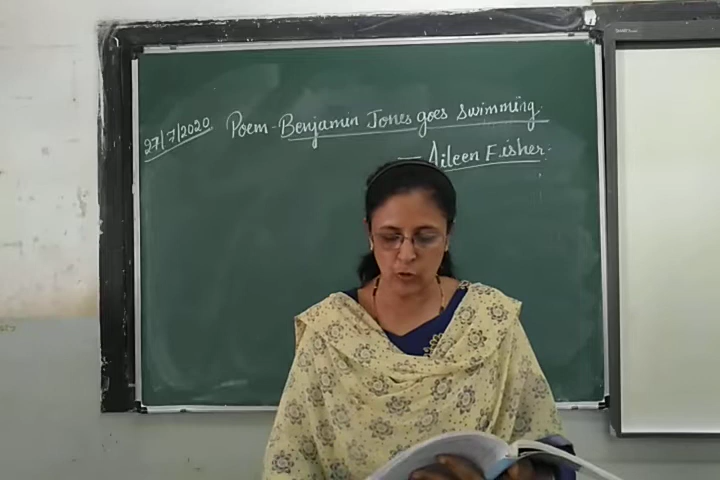 27/7/2020 Poem - Benjamin Jones goes swimming.
— Aileen Fisher.